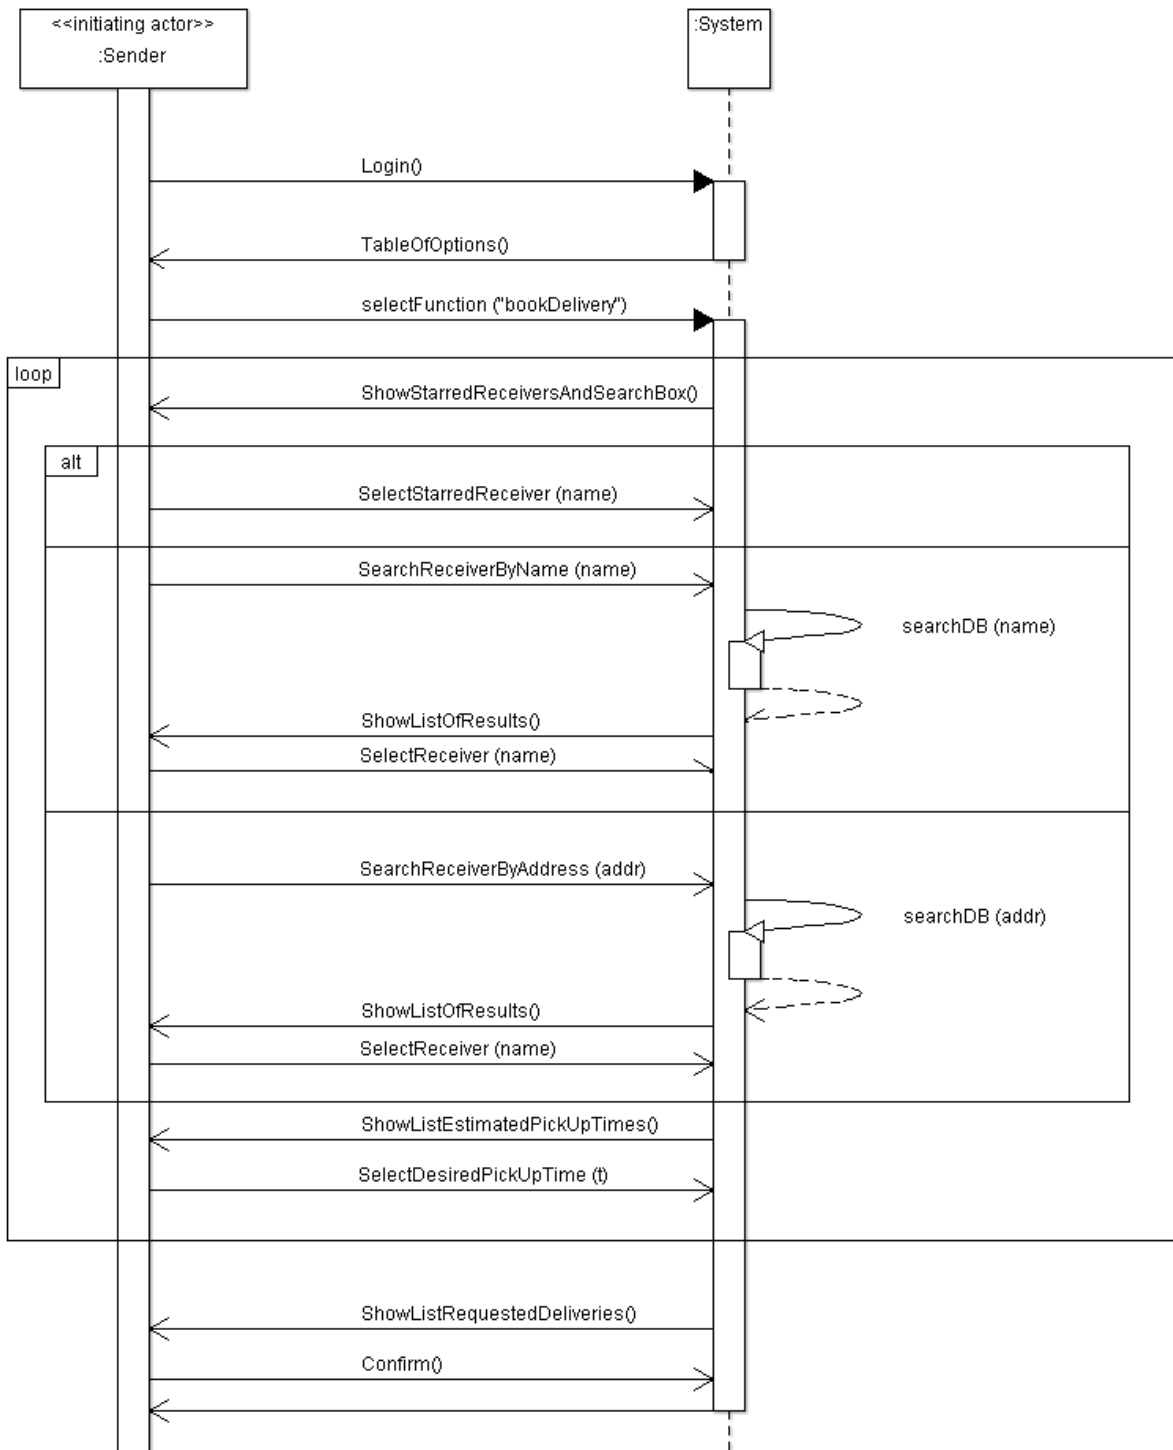 <<initiating actor>>
:Sender
:System
Login()
TableOfOptions()
selectFunction ("bookDelivery")
loop
ShowStarredReceiversAndSearchBox()
alt
SelectStarredReceiver (name)
SearchReceiverByName (name)
searchDB (name)
ShowListOfResults()
SelectReceiver (name)
SearchReceiverByAddress (addr)
searchDB (addr)
ShowListOfResults()
SelectReceiver (name)
ShowListEstimatedPickUpTimes()
SelectDesiredPickUpTime (t)
ShowListRequestedDeliveries()
Confirm()